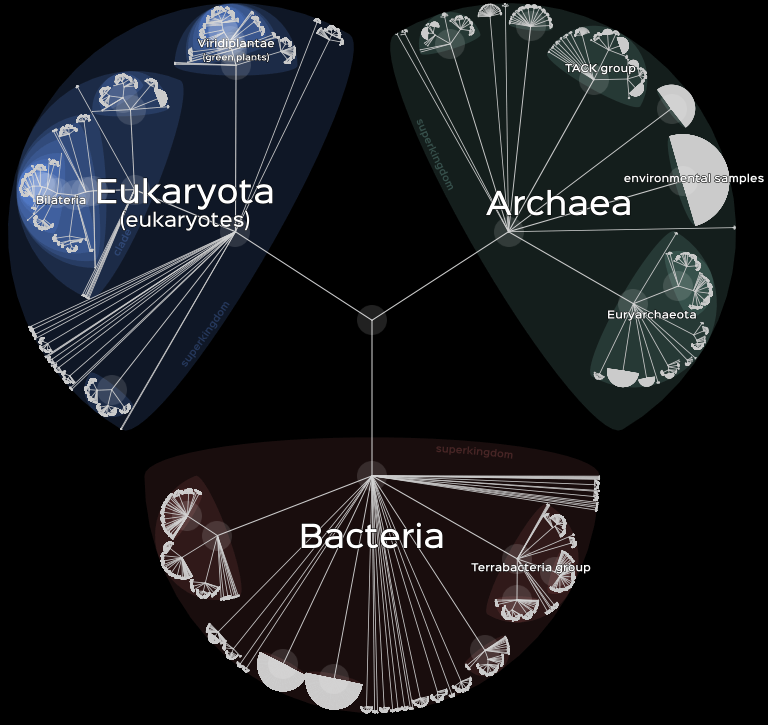 Viridiplantae
(green plants)
TACK group
superkingdom
environmental samples
Bilateria
Eukaryota
(eukaryotes)
Archaea
clade
superkingdom
Euryarchaeota
superkingdom
Bacteria
Terrabacteria group